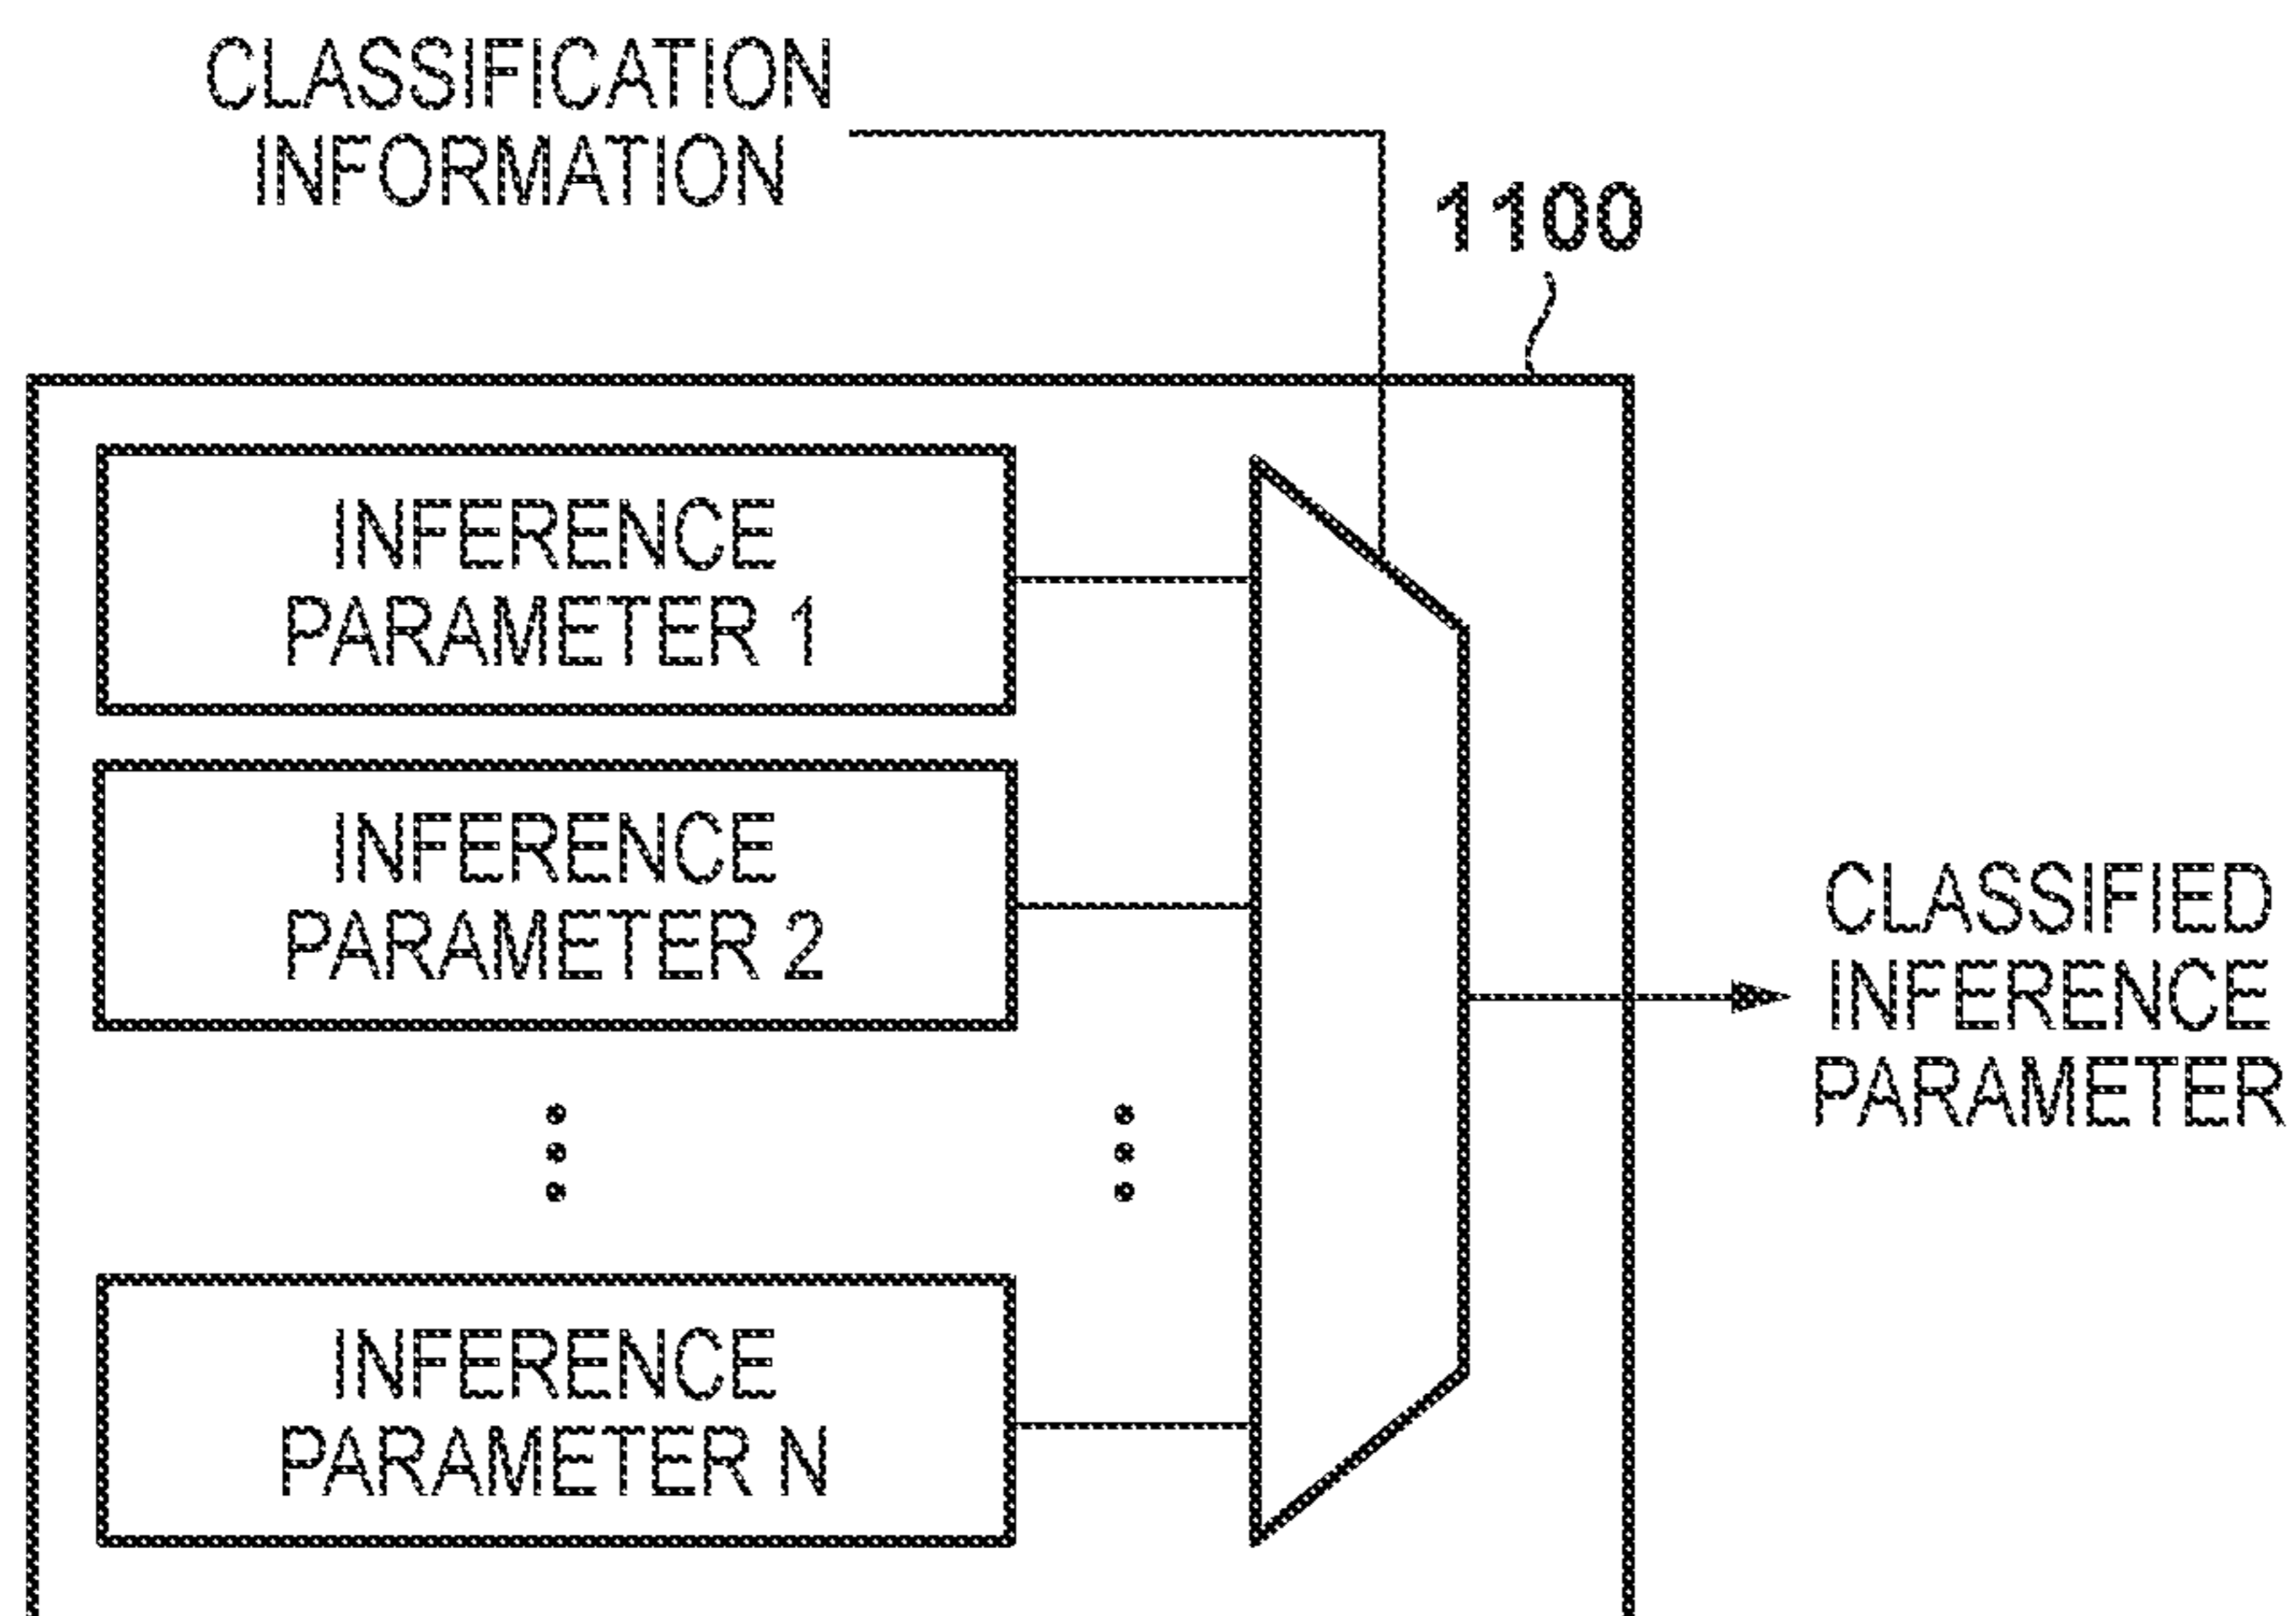 CLASSIFICATION
INFORMATION
1100
INFERENCE
PARAMETER 1
INFERENCE
PARAMETER 2
INFERENCE
PARAMETER N
CLASSIFIED
INFERENCE
PARAMETER